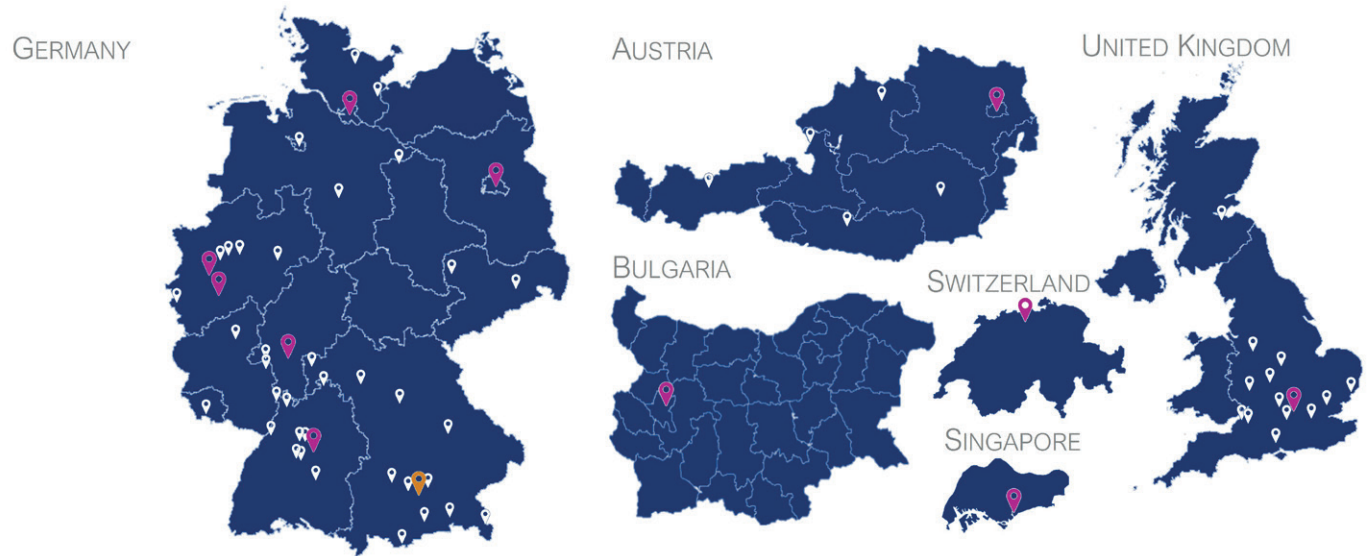 GERMANY
AUSTRIA
UNITED KINGDOM
BULGARIA
SWITZERLAND
SINGAPORE